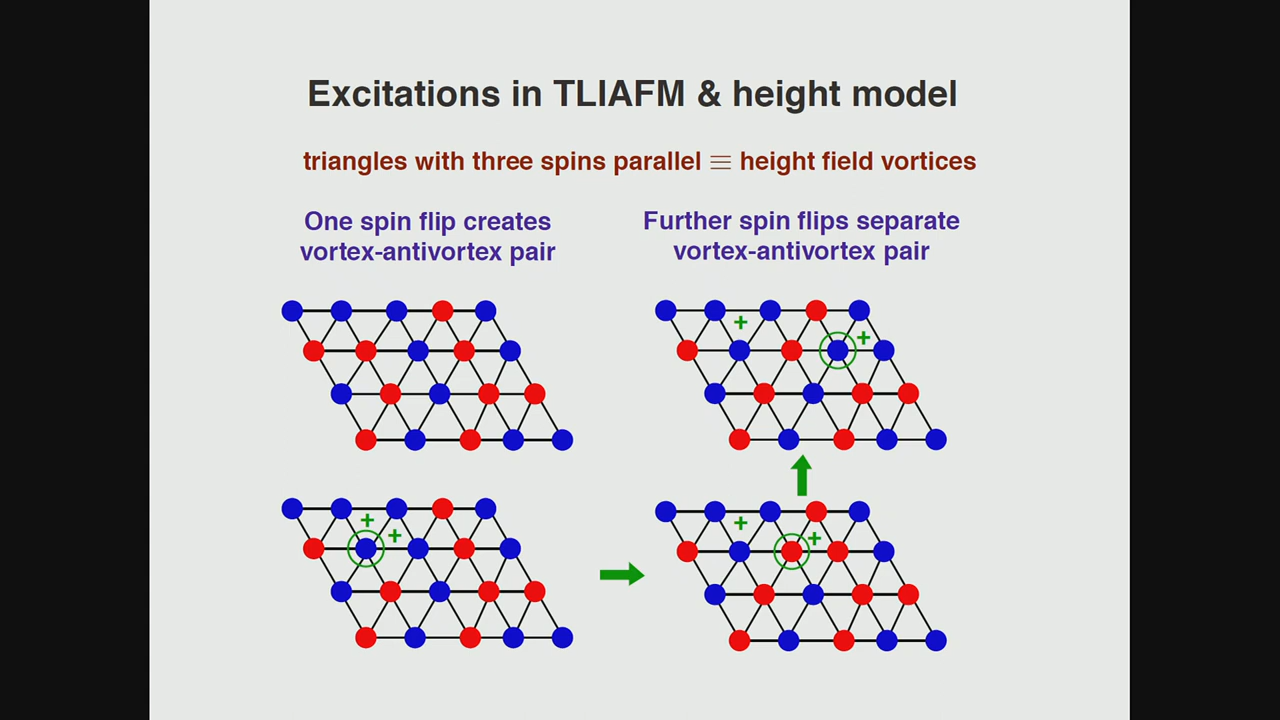 Excitations in TLIAFM & height model
triangles with three spins parallel ≡ height field vortices
One spin flip creates
vortex-antivortex pair
Further spin flips separate
vortex-antivortex pair
+
+
+
+
+
+